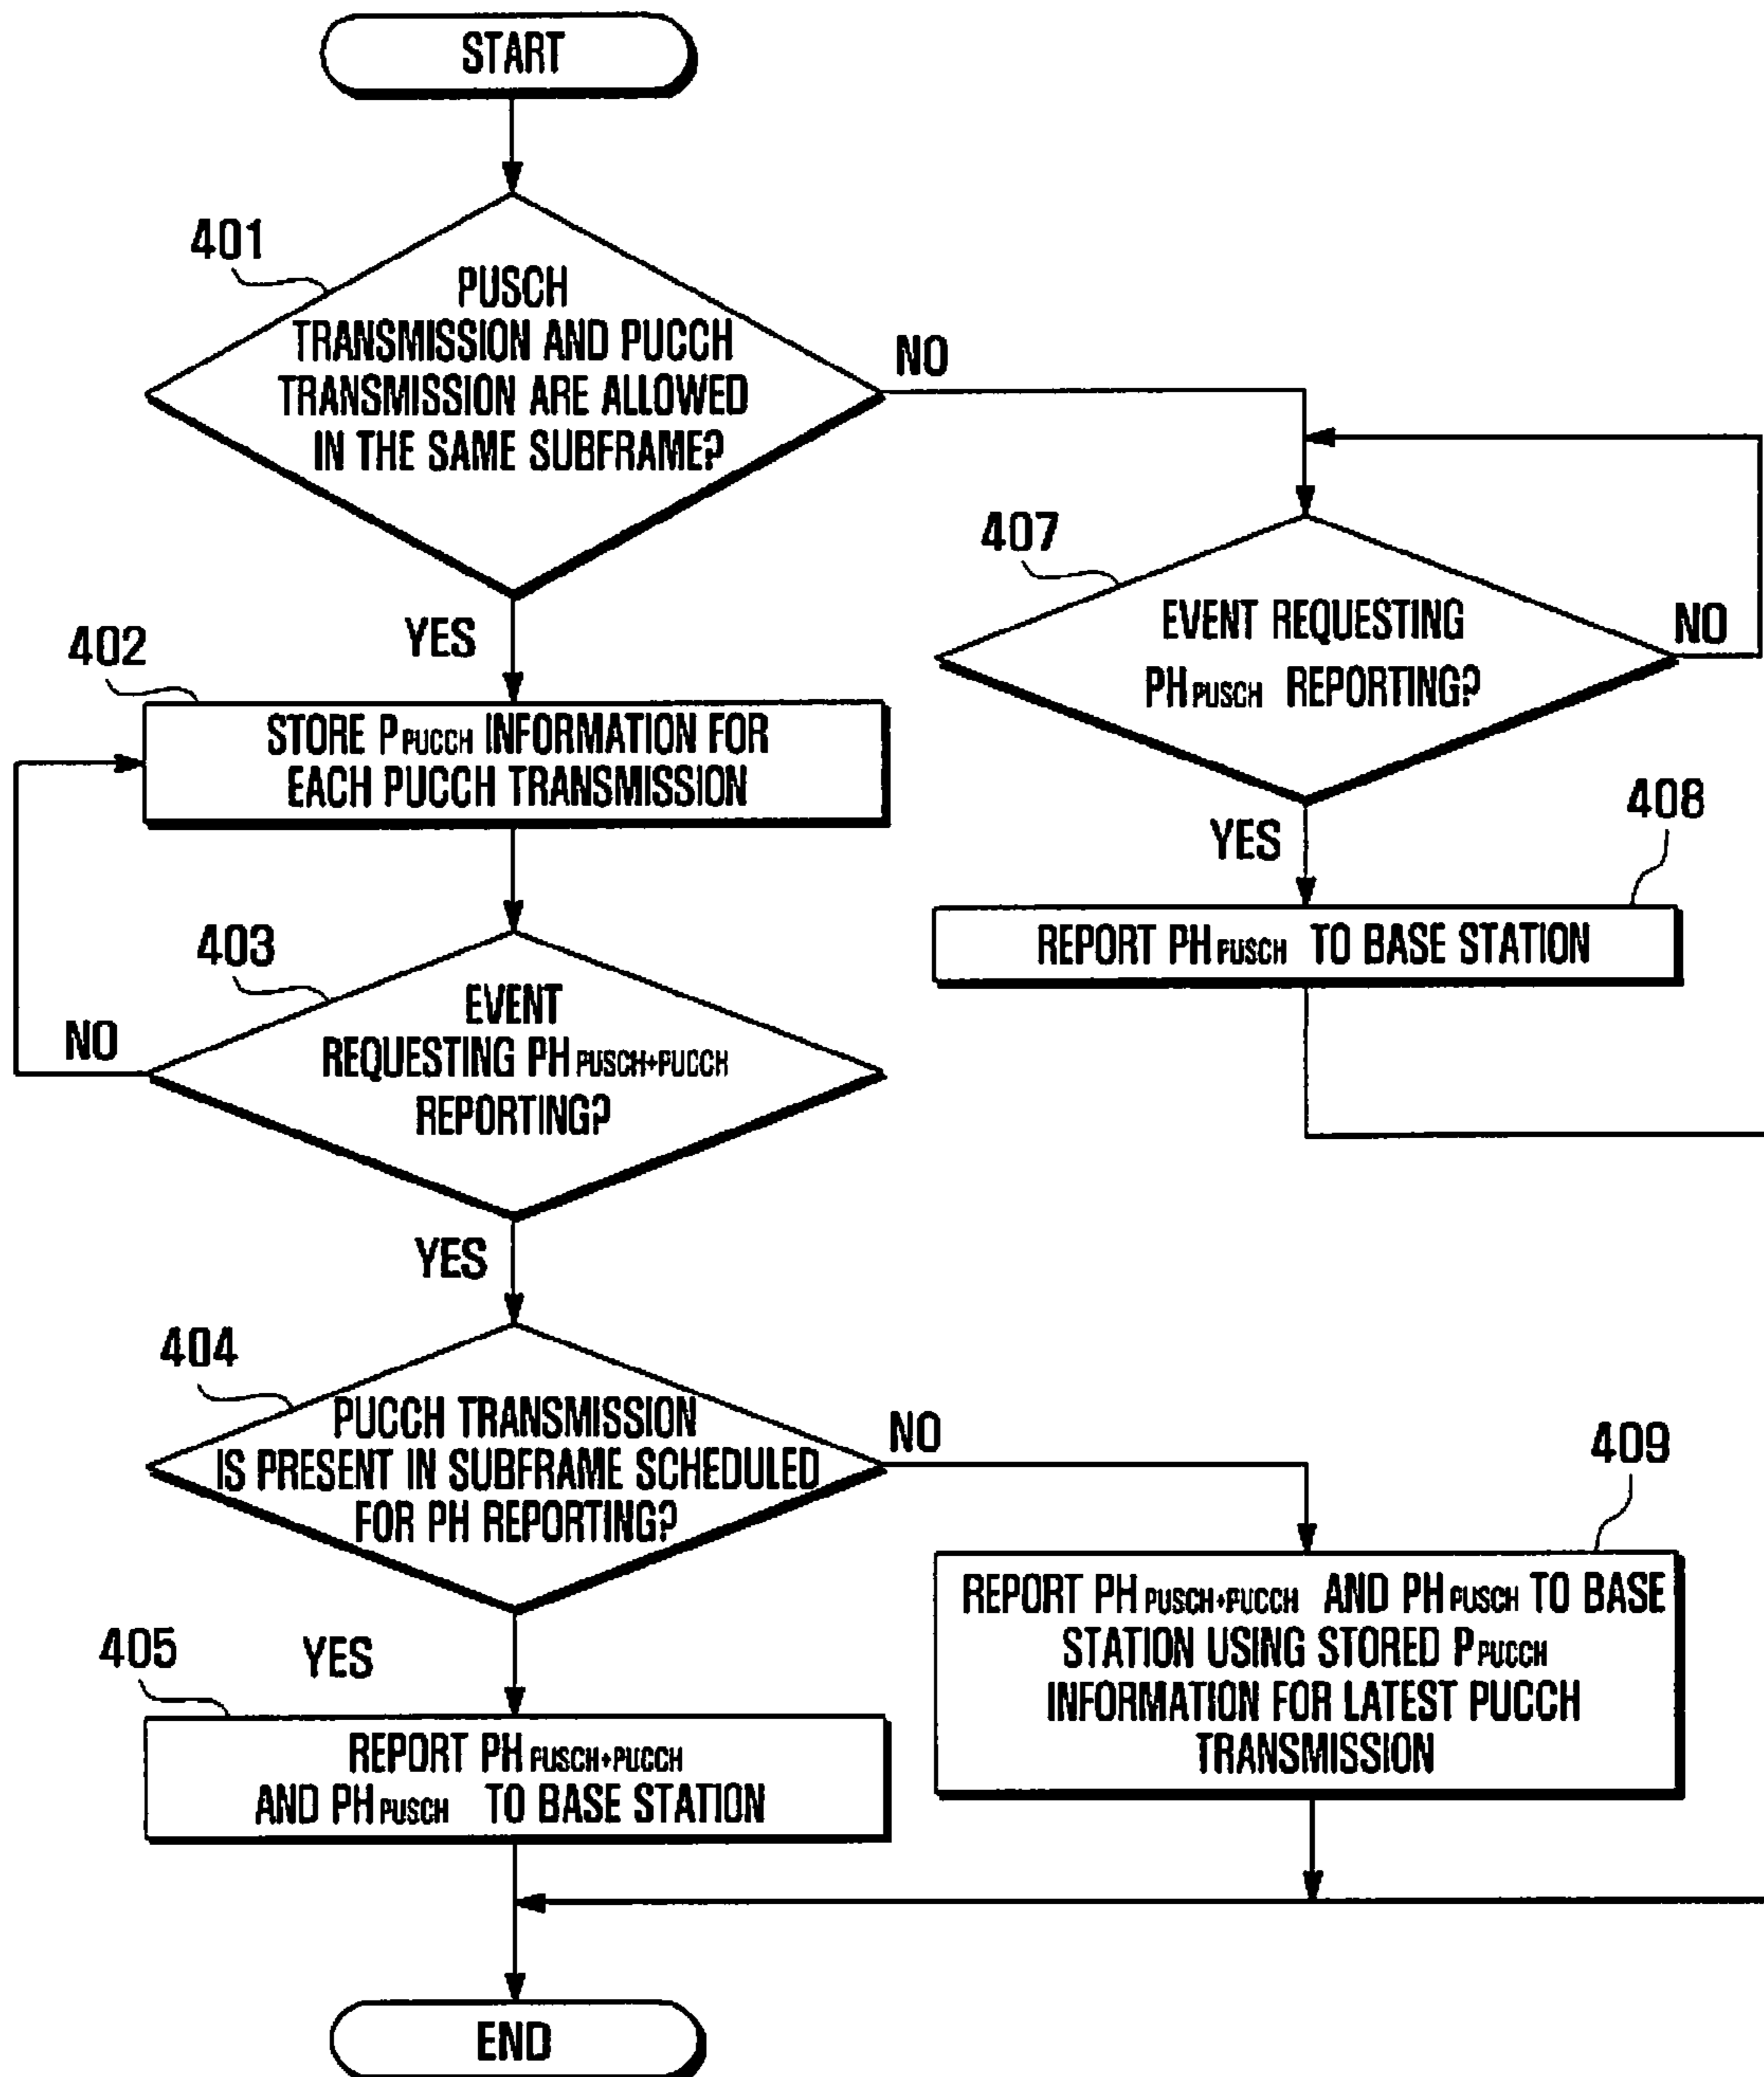 START
401
PUSCH
TRANSMISSION AND PUCCH
TRANSMISSION ARE ALLOWED
IN THE SAME SUBFRAME?
NO
YES
407
EVENT REQUESTING
PHPUSCH REPORTING?
NO
YES
402
STORE PPUCCH INFORMATION FOR
EACH PUCCH TRANSMISSION
408
REPORT PHPUSCH TO BASE STATION
403
EVENT
REQUESTING PHPUSCH+PUCCH
REPORTING?
NO
YES
404
PUCCH TRANSMISSION
IS PRESENT IN SUBFRAME SCHEDULED
FOR PH REPORTING?
NO
YES
409
REPORT PHPUSCH+PUCCH AND PHPUSCH TO BASE
STATION USING STORED PPUCCH
INFORMATION FOR LATEST PUCCH
TRANSMISSION
405
REPORT PHPUSCH+PUCCH
AND PHPUSCH TO BASE STATION
END